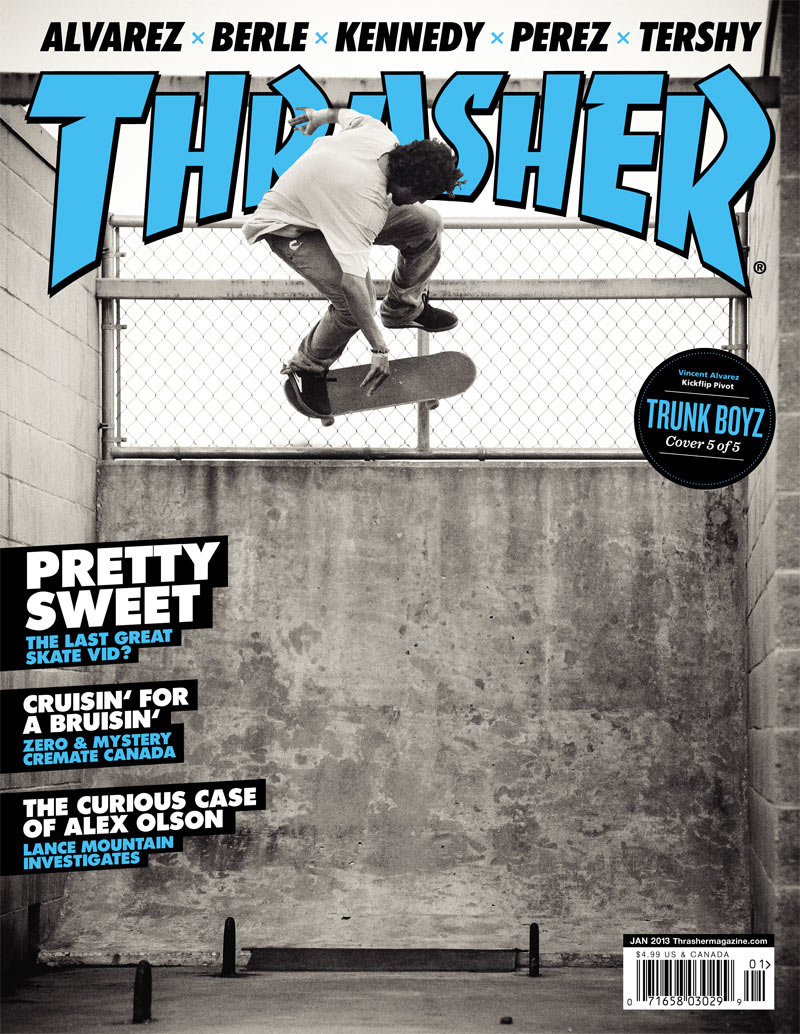 ALVAREZ × BERLE × KENNEDY × PEREZ × TERSHY
THRASHER
®
Vincent Alvarez
Kickflip Pivot
TRUNK BOYZ
Cover 5 of 5
PRETTY
SWEET
THE LAST GREAT
SKATE VID?
CRUISIN‘ FOR
A BRUISIN‘
ZERO & MYSTERY
CREMATE CANADA
THE CURIOUS CASE
OF ALEX OLSON
LANCE MOUNTAIN
INVESTIGATES
JAN 2013 Thrashermagazine.com
$4.99 US & CANADA
01>
0 71658 03029 9